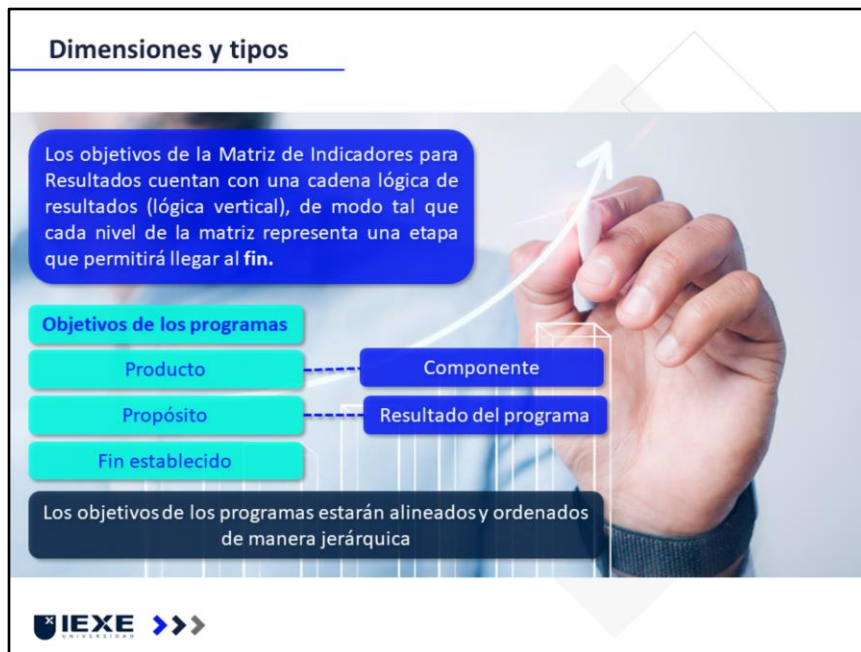 Dimensiones y tipos
Los objetivos de la Matriz de Indicadores para
Resultados cuentan con una cadena lógica de
resultados (lógica vertical), de modo tal que
cada nivel de la matriz representa una etapa
que permitirá llegar al fin.
Objetivos de los programas
Producto
Componente
Propósito
Resultado del programa
Fin establecido
Los objetivos de los programas estarán alineados y ordenados
de manera jerárquica
IEXE
UNIVERSIDAD